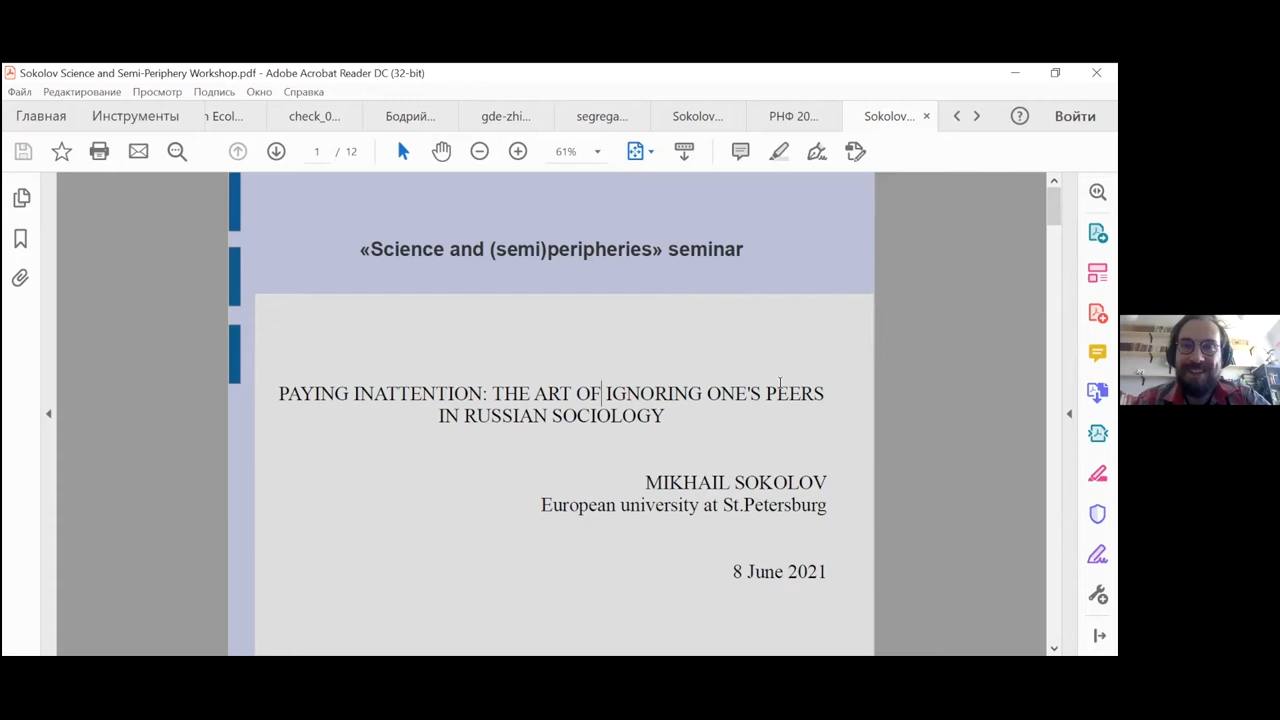 Sokolov Science and Semi-Periphery Workshop.pdf - Adobe Acrobat Reader DC (32-bit)
Файл Редактирование Просмотр Подпись Окно Справка
Главная Инструменты n Ecol... check_0... Бодрий... gde-zhi... segrega... Sokolov... РНФ 20... Sokolov... × Войти
1 / 12 61%
«Science and (semi)peripheries» seminar
PAYING INATTENTION: THE ART OF IGNORING ONE'S PEERS
IN RUSSIAN SOCIOLOGY
MIKHAIL SOKOLOV
European university at St.Petersburg
8 June 2021